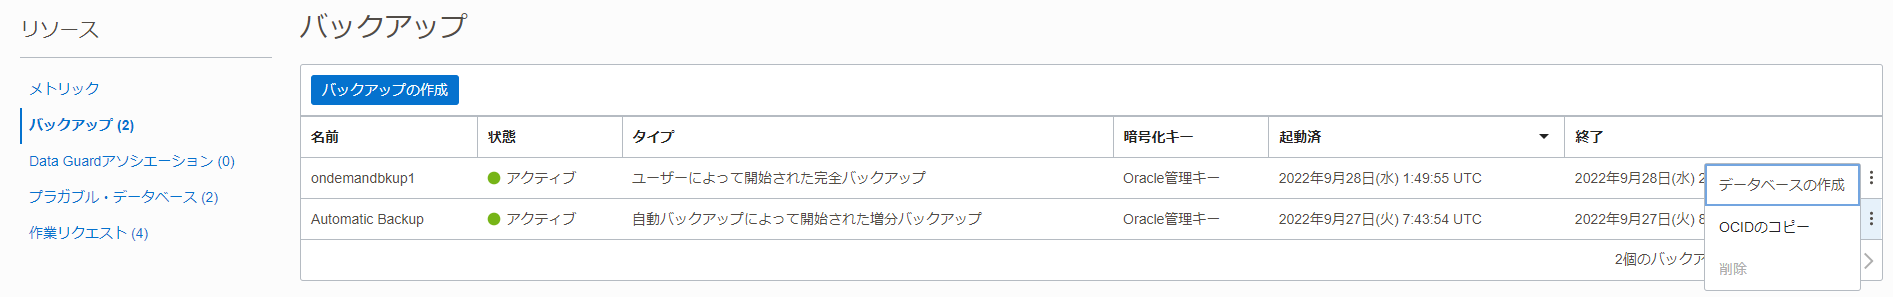 リソース
メトリック
バックアップ (2)
Data Guardアソシエーション (0)
プラガブル・データベース (2)
作業リクエスト (4)
バックアップ
バックアップの作成
名前 状態 タイプ 暗号化キー 起動済 終了
ondemandbkup1 アクティブ ユーザーによって開始された完全バックアップ Oracle管理キー 2022年9月28日(水) 1:49:55 UTC 2022年9月28日(水) 2
Automatic Backup アクティブ 自動バックアップによって開始された増分バックアップ Oracle管理キー 2022年9月27日(火) 7:43:54 UTC 2022年9月27日(火) 8
2個のバックア
データベースの作成
OCIDのコピー
削除